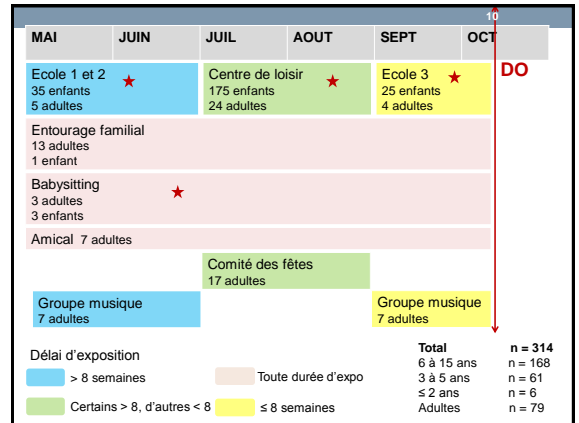 10
MAI JUIN JUIL AOUT SEPT OCT
DO
Ecole 1 et 2
35 enfants
5 adultes
Centre de loisir
175 enfants
24 adultes
Ecole 3
25 enfants
4 adultes
Entourage familial
13 adultes
1 enfant
Babysitting
3 adultes
3 enfants
Amical 7 adultes
Comité des fêtes
17 adultes
Groupe musique
7 adultes
Groupe musique
7 adultes
Délai d'exposition
> 8 semaines
Toute durée d'expo
Certains > 8, d'autres < 8
≤ 8 semaines
Total n = 314
6 à 15 ans n = 168
3 à 5 ans n = 61
≤ 2 ans n = 6
Adultes n = 79